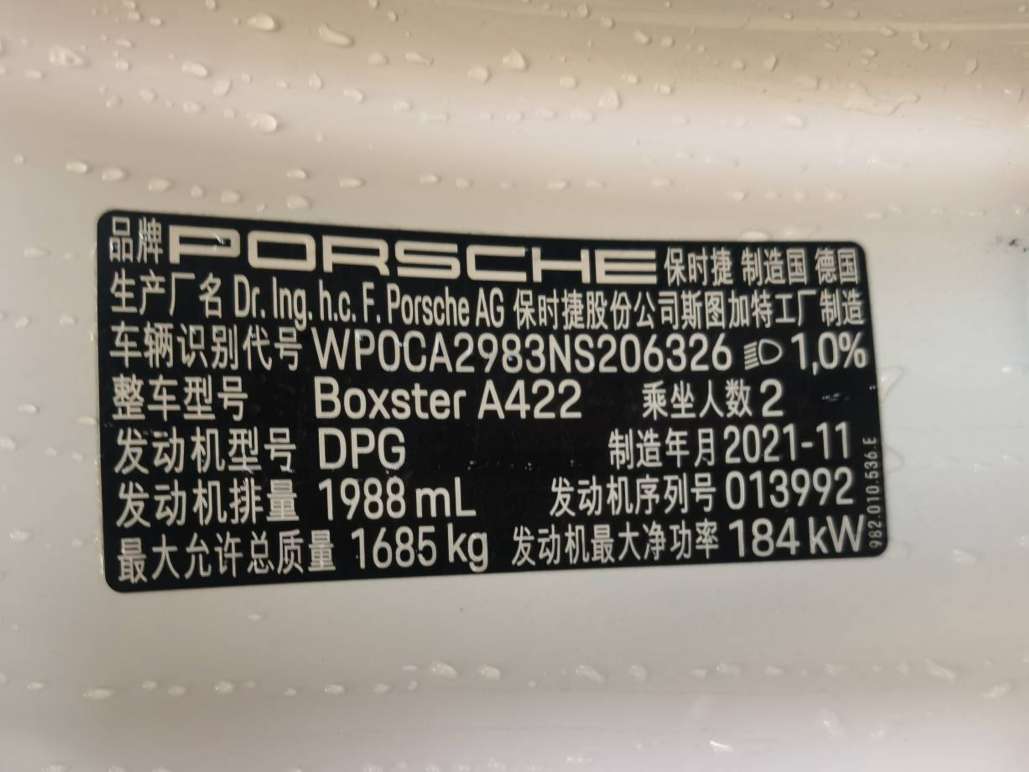 品牌 PORSCHE 保时捷 制造国 德国
生产厂名 Dr. Ing. h.c. F. Porsche AG 保时捷股份公司斯图加特工厂制造
车辆识别代号 WP0CA2983NS206326 1,0%
整车型号 Boxster A422 乘坐人数 2
发动机型号 DPG 制造年月 2021-11
发动机排量 1988 mL 发动机序列号 013992
最大允许总质量 1685 kg 发动机最大净功率 184 kW
982.010.536.E